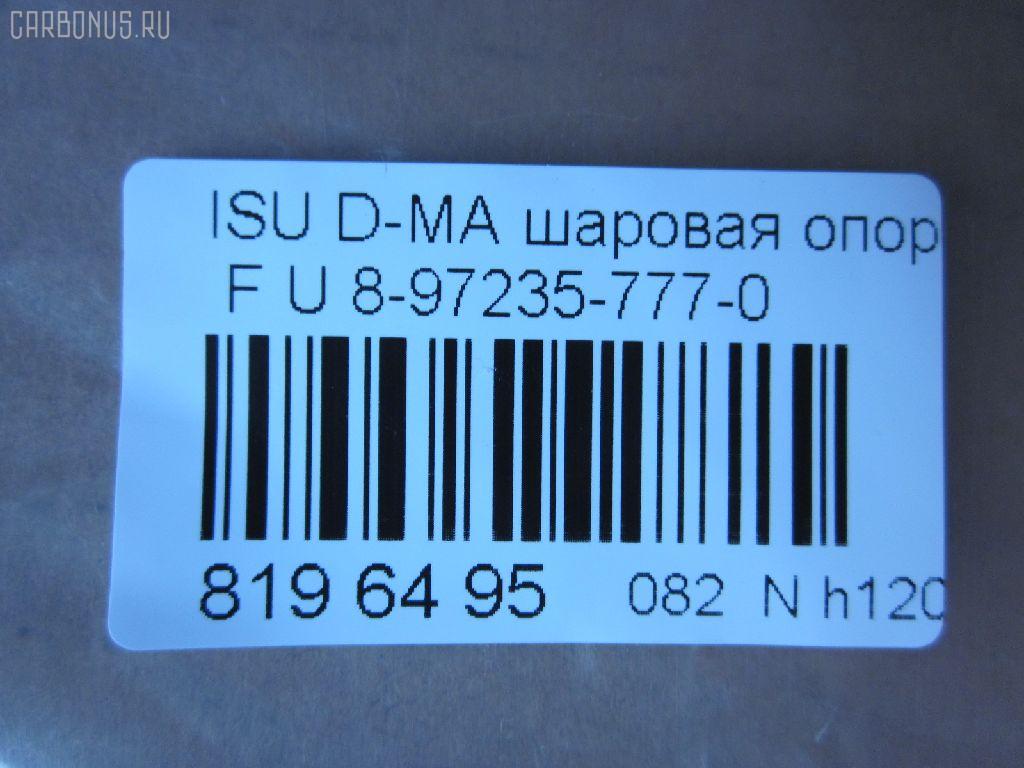 CARBONUS.RU
ISU D-MA шаровая опор
F U 8-97235-777-0
819 64 95 082 N h120